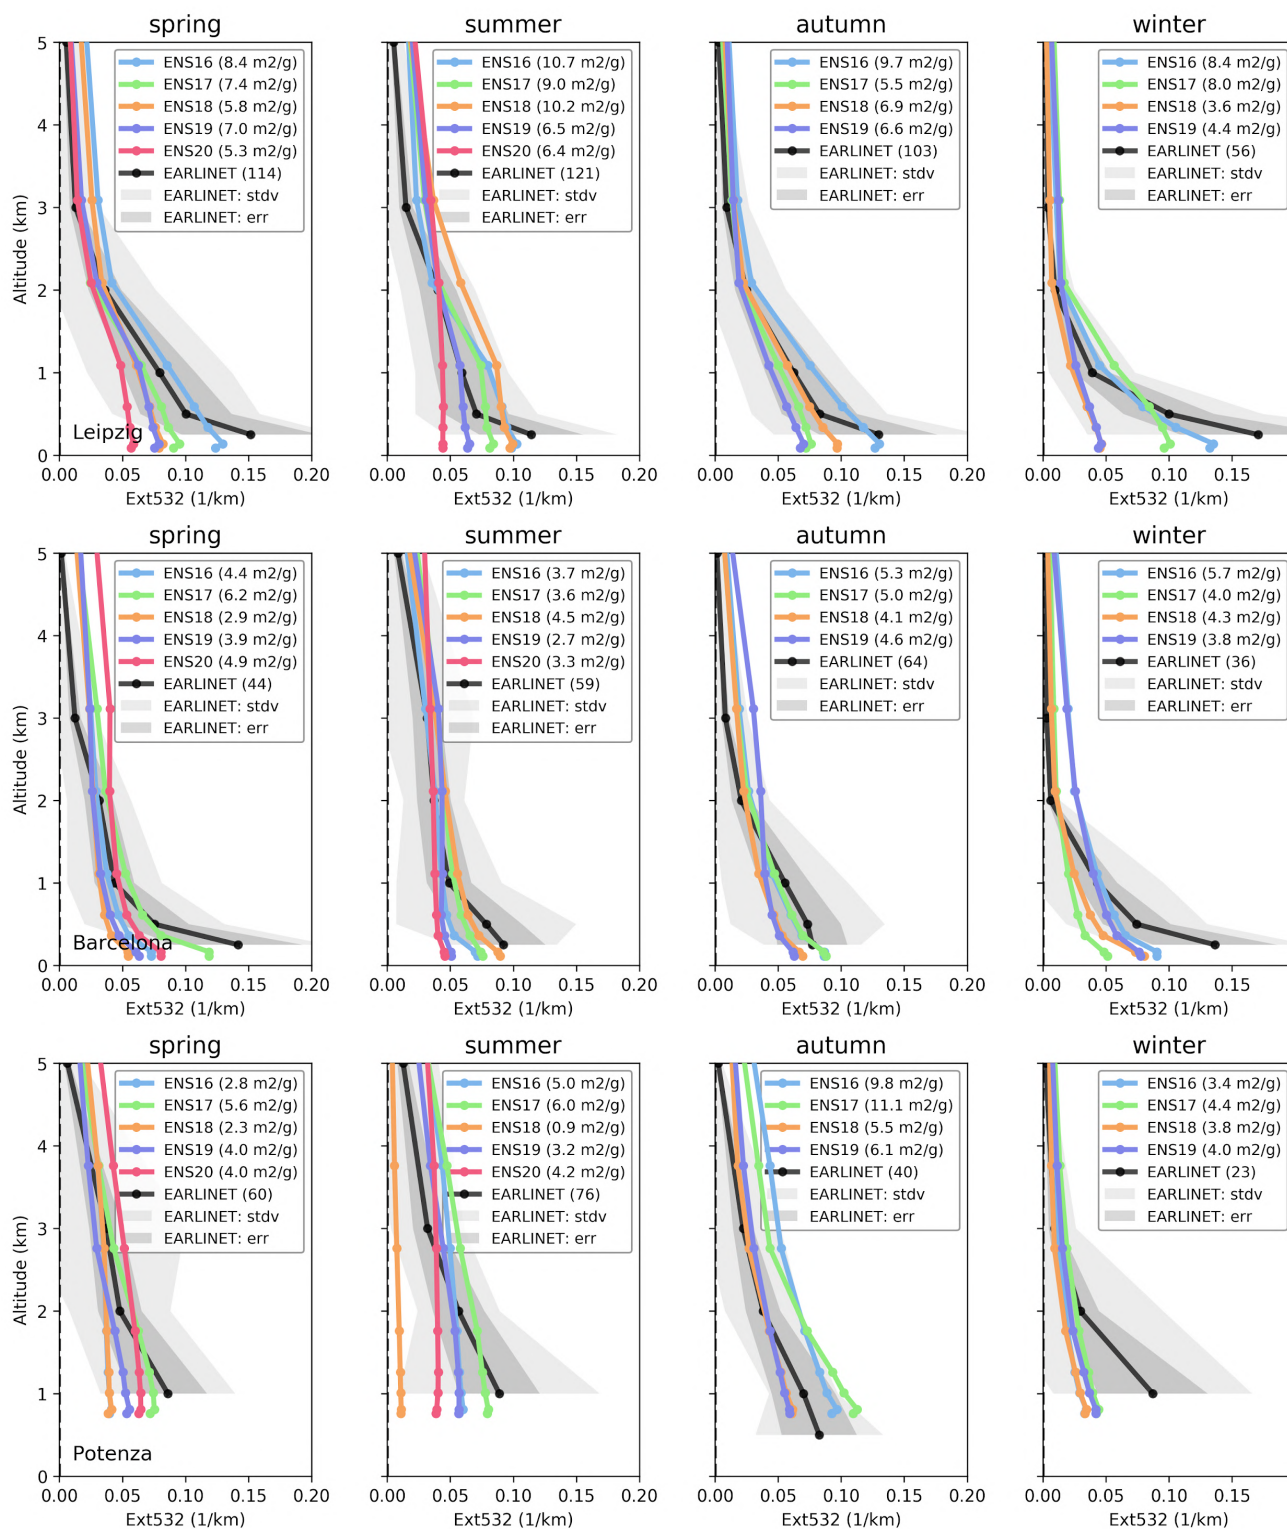 spring summer autumn winter
5 5
ENS16 (8.4 m2/g) ENS16 (10.7 m2/g) ENS16 (9.7 m2/g) ENS16 (8.4 m2/g)
ENS17 (7.4 m2/g) ENS17 (9.0 m2/g) ENS17 (5.5 m2/g) ENS17 (8.0 m2/g)
ENS18 (5.8 m2/g) ENS18 (10.2 m2/g) ENS18 (6.9 m2/g) ENS18 (3.6 m2/g)
4
ENS19 (7.0 m2/g) ENS19 (6.5 m2/g) ENS19 (6.6 m2/g) ENS19 (4.4 m2/g)
ENS20 (5.3 m2/g) ENS20 (6.4 m2/g) EARLINET (103) EARLINET (56)
EARLINET (114) EARLINET (121) EARLINET: stdv EARLINET: stdv
EARLINET: stdv EARLINET: stdv EARLINET: err EARLINET: err
EARLINET: err EARLINET: err
3
Altitude (km)
2
1
Leipzig
0
0.00 0.05 0.10 0.15 0.20 0.00 0.05 0.10 0.15 0.20 0.00 0.05 0.10 0.15 0.20 0.00 0.05 0.10 0.15
Ext532 (1/km) Ext532 (1/km) Ext532 (1/km) Ext532 (1/km)
spring summer autumn winter
5
ENS16 (4.4 m2/g) ENS16 (3.7 m2/g) ENS16 (5.3 m2/g) ENS16 (5.7 m2/g)
ENS17 (6.2 m2/g) ENS17 (3.6 m2/g) ENS17 (5.0 m2/g) ENS17 (4.0 m2/g)
ENS18 (2.9 m2/g) ENS18 (4.5 m2/g) ENS18 (4.1 m2/g) ENS18 (4.3 m2/g)
4
ENS19 (3.9 m2/g) ENS19 (2.7 m2/g) ENS19 (4.6 m2/g) ENS19 (3.8 m2/g)
ENS20 (4.9 m2/g) ENS20 (3.3 m2/g) EARLINET (64) EARLINET (36)
EARLINET (44) EARLINET (59) EARLINET: stdv EARLINET: stdv
EARLINET: stdv EARLINET: stdv EARLINET: err EARLINET: err
EARLINET: err EARLINET: err
3
Altitude (km)
2
1
Barcelona
0
0.00 0.05 0.10 0.15 0.20 0.00 0.05 0.10 0.15 0.20 0.00 0.05 0.10 0.15 0.20 0.00 0.05 0.10 0.15
Ext532 (1/km) Ext532 (1/km) Ext532 (1/km) Ext532 (1/km)
spring summer autumn winter
5
ENS16 (2.8 m2/g) ENS16 (5.0 m2/g) ENS16 (9.8 m2/g) ENS16 (3.4 m2/g)
ENS17 (5.6 m2/g) ENS17 (6.0 m2/g) ENS17 (11.1 m2/g) ENS17 (4.4 m2/g)
ENS18 (2.3 m2/g) ENS18 (0.9 m2/g) ENS18 (5.5 m2/g) ENS18 (3.8 m2/g)
4
ENS19 (4.0 m2/g) ENS19 (3.2 m2/g) ENS19 (6.1 m2/g) ENS19 (4.0 m2/g)
ENS20 (4.0 m2/g) ENS20 (4.2 m2/g) EARLINET (40) EARLINET (23)
EARLINET (60) EARLINET (76) EARLINET: stdv EARLINET: stdv
EARLINET: stdv EARLINET: stdv EARLINET: err EARLINET: err
EARLINET: err EARLINET: err
3
Altitude (km)
2
1
Potenza
0
0.00 0.05 0.10 0.15 0.20 0.00 0.05 0.10 0.15 0.20 0.00 0.05 0.10 0.15 0.20 0.00 0.05 0.10 0.15
Ext532 (1/km) Ext532 (1/km) Ext532 (1/km) Ext532 (1/km)